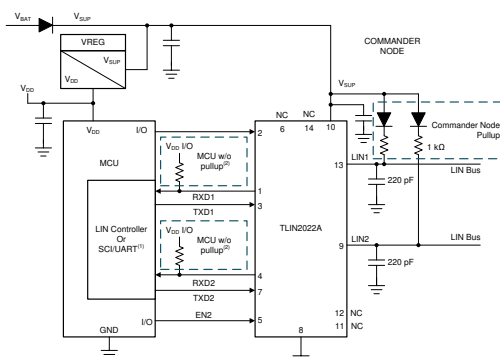 VBAT
VSUP
VREG
VSUP
VDD
COMMANDER
NODE
VSUP
VDD
NC
NC
6
14
10
Commander Node
Pullup
1 kΩ
VDD
I/O
2
MCU
VDD I/O
MCU w/o
pullup(2)
LIN1
13
LIN Bus
220 pF
1
RXD1
3
TXD1
LIN Controller
Or
SCI/UART(1)
TLIN2022A
VDD I/O
MCU w/o
pullup(2)
LIN2
9
LIN Bus
220 pF
4
RXD2
7
TXD2
12
NC
11
NC
I/O
EN2
5
GND
8